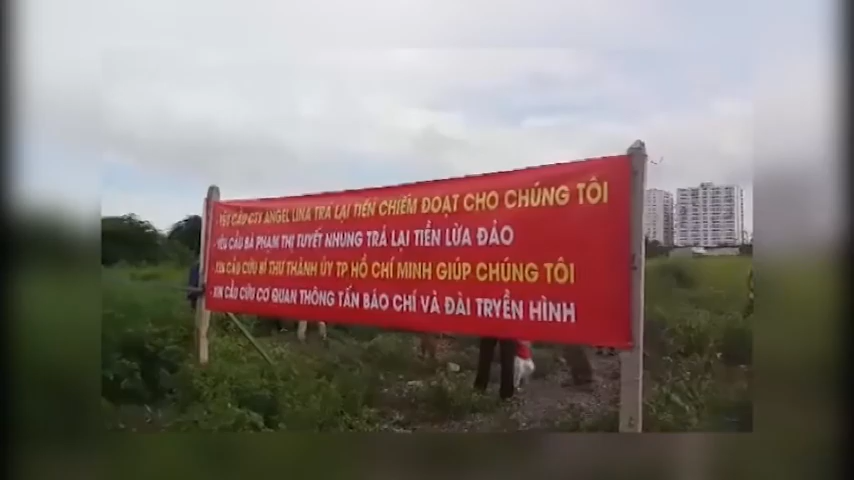 YÊU CẦU CTY ANGEL LINA TRẢ LẠI TIỀN CHIẾM ĐOẠT CHO CHÚNG TÔI
YÊU CẦU BÀ PHẠM THỊ TUYẾT NHUNG TRẢ LẠI TIỀN LỪA ĐẢO
XIN CẦU CỨU BÍ THƯ THÀNH ỦY TP HỒ CHÍ MINH GIÚP CHÚNG TÔI
XIN CẦU CỨU CƠ QUAN THÔNG TẤN BÁO CHÍ VÀ ĐÀI TRUYỀN HÌNH